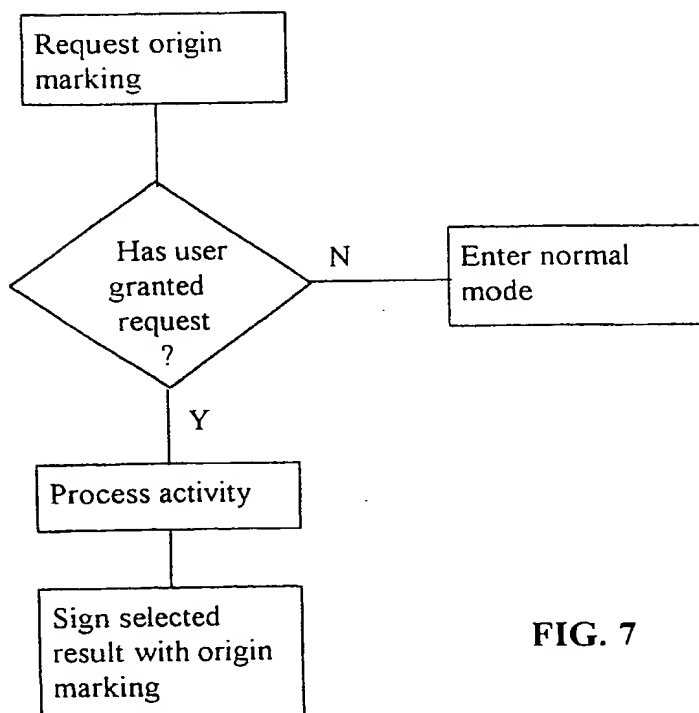 Request origin
marking
Has user
granted
request
?
N
Enter normal
mode
Y
Process activity
Sign selected
result with origin
marking
FIG. 7